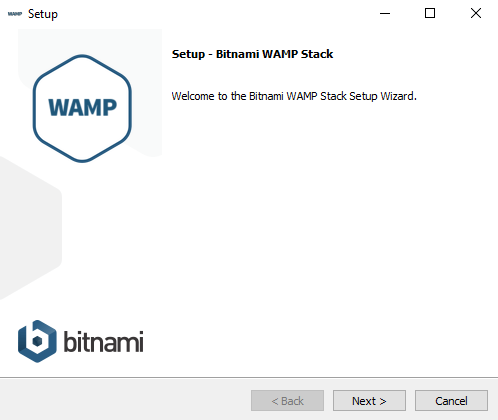 WAMP Setup
Setup - Bitnami WAMP Stack
WAMP
Welcome to the Bitnami WAMP Stack Setup Wizard.
bitnami
< Back Next > Cancel